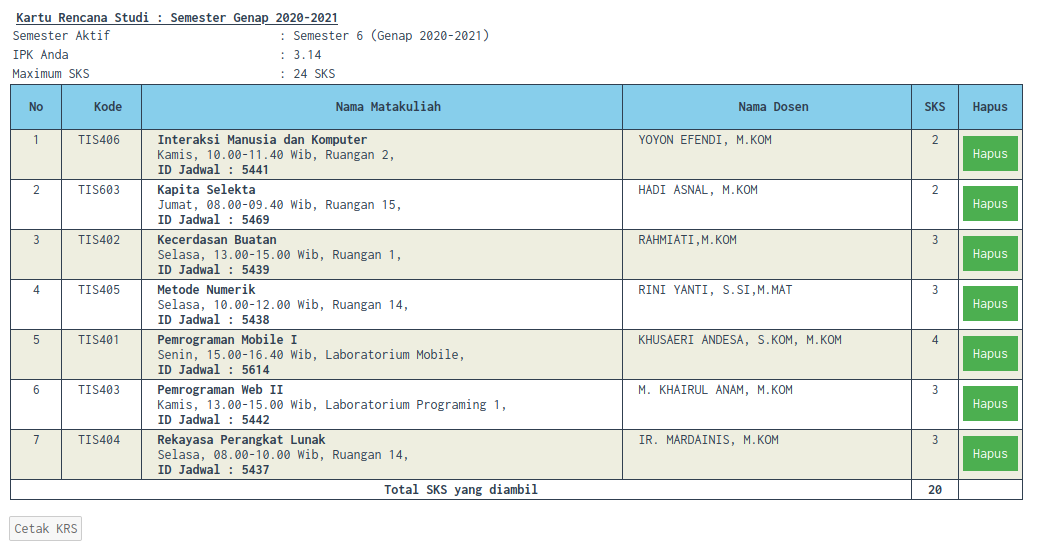 Kartu Rencana Studi : Semester Genap 2020-2021
Semester Aktif : Semester 6 (Genap 2020-2021)
IPK Anda : 3.14
Maximum SKS : 24 SKS
No Kode Nama Matakuliah Nama Dosen SKS Hapus
1 TIS406 Interaksi Manusia dan Komputer YOYON EFENDI, M.KOM 2
Kamis, 10.00-11.40 Wib, Ruangan 2, Hapus
ID Jadwal : 5441
2 TIS603 Kapita Selekta HADI ASNAL, M.KOM 2
Jumat, 08.00-09.40 Wib, Ruangan 15, Hapus
ID Jadwal : 5469
3 TIS402 Kecerdasan Buatan RAHMIATI,M.KOM 3
Selasa, 13.00-15.00 Wib, Ruangan 1, Hapus
ID Jadwal : 5439
4 TIS405 Metode Numerik RINI YANTI, S.SI,M.MAT 3
Selasa, 10.00-12.00 Wib, Ruangan 14, Hapus
ID Jadwal : 5438
5 TIS401 Pemrograman Mobile I KHUSAERI ANDESA, S.KOM, M.KOM 4
Senin, 15.00-16.40 Wib, Laboratorium Mobile, Hapus
ID Jadwal : 5614
6 TIS403 Pemrograman Web II M. KHAIRUL ANAM, M.KOM 3
Kamis, 13.00-15.00 Wib, Laboratorium Programing 1, Hapus
ID Jadwal : 5442
7 TIS404 Rekayasa Perangkat Lunak IR. MARDAINIS, M.KOM 3
Selasa, 08.00-10.00 Wib, Ruangan 14, Hapus
ID Jadwal : 5437
Total SKS yang diambil 20
Cetak KRS